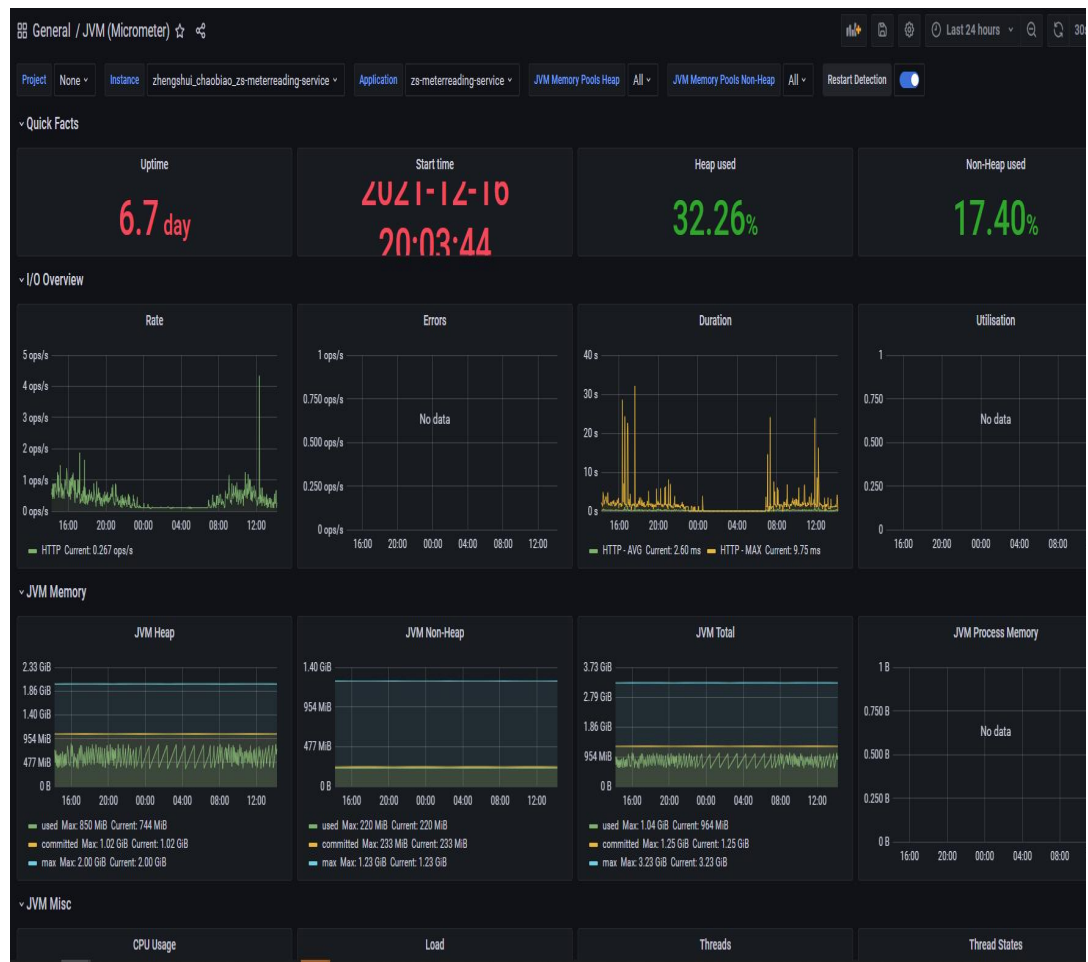 General / JVM (Micrometer)
Last 24 hours
30s
Project None Instance zhengshui_chaobiao_zs-meterreading-service Application zs-meterreading-service JVM Memory Pools Heap All JVM Memory Pools Non-Heap All Restart Detection
Quick Facts
Uptime
6.7 day
Start time
2021-12-16
20:03:44
Heap used
32.26%
Non-Heap used
17.40%
I/O Overview
Rate
5 ops/s
4 ops/s
3 ops/s
2 ops/s
1 ops/s
0 ops/s
16:00 20:00 00:00 04:00 08:00 12:00
HTTP Current: 0.267 ops/s
Errors
1 ops/s
0.750 ops/s
0.500 ops/s
0.250 ops/s
0 ops/s
No data
16:00 20:00 00:00 04:00 08:00 12:00
Duration
40 s
30 s
20 s
10 s
0 s
16:00 20:00 00:00 04:00 08:00 12:00
HTTP - AVG Current: 2.60 ms HTTP - MAX Current: 9.75 ms
Utilisation
1
0.750
0.500
0.250
0
No data
16:00 20:00 00:00 04:00 08:00
JVM Memory
JVM Heap
2.33 GiB
1.86 GiB
1.40 GiB
954 MiB
477 MiB
0 B
16:00 20:00 00:00 04:00 08:00 12:00
used Max: 850 MiB Current: 744 MiB
committed Max: 1.02 GiB Current: 1.02 GiB
max Max: 2.00 GiB Current: 2.00 GiB
JVM Non-Heap
1.40 GiB
954 MiB
477 MiB
0 B
16:00 20:00 00:00 04:00 08:00 12:00
used Max: 220 MiB Current: 220 MiB
committed Max: 233 MiB Current: 233 MiB
max Max: 1.23 GiB Current: 1.23 GiB
JVM Total
3.73 GiB
2.79 GiB
1.86 GiB
954 MiB
0 B
16:00 20:00 00:00 04:00 08:00 12:00
used Max: 1.04 GiB Current: 964 MiB
committed Max: 1.25 GiB Current: 1.25 GiB
max Max: 3.23 GiB Current: 3.23 GiB
JVM Process Memory
1 B
0.750 B
0.500 B
0.250 B
0 B
No data
16:00 20:00 00:00 04:00 08:00
JVM Misc
CPU Usage
Load
Threads
Thread States